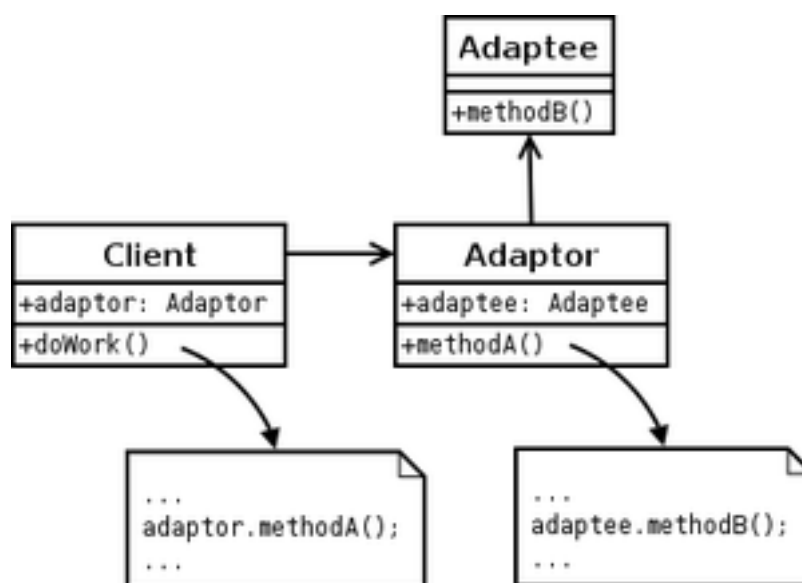 Adaptee
+methodB()
Client
+adaptor: Adaptor
+doWork()
Adaptor
+adaptee: Adaptee
+methodA()
...
adaptor.methodA();
...
...
adaptee.methodB();
...